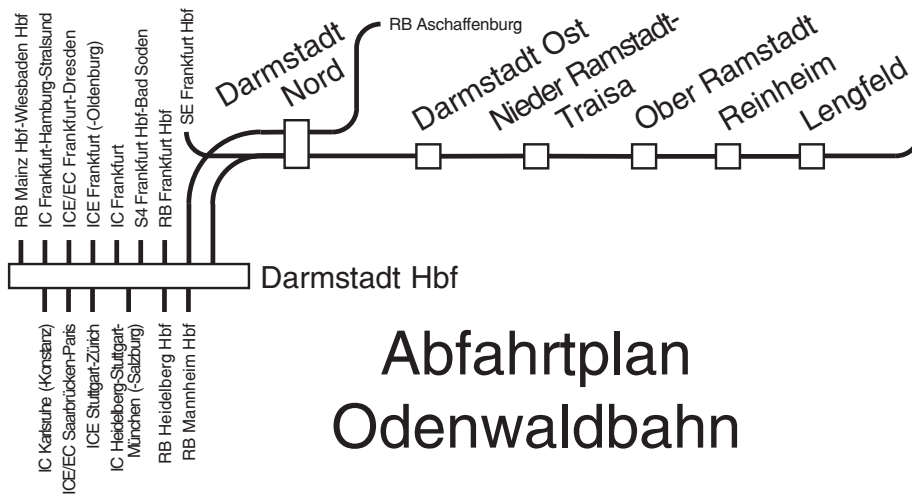 RB Mainz Hbf-Wiesbaden Hbf
IC Frankfurt-Hamburg-Stralsund
ICE/EC Frankfurt-Dresden
ICE Frankfurt (-Oldenburg)
IC Frankfurt
S4 Frankfurt Hbf-Bad Soden
RB Frankfurt Hbf
SE Frankfurt Hbf
Darmstadt
Nord
RB Aschaffenburg
Darmstadt Ost
Nieder Ramstadt-
Traisa
Ober Ramstadt
Reinheim
Lengfeld
Darmstadt Hbf
IC Karlsruhe (-Konstanz)
ICE/EC Saarbrücken-Paris
ICE Stuttgart-Zürich
IC Heidelberg-Stuttgart-
München (-Salzburg)
RB Heidelberg Hbf
RB Mannheim Hbf
Abfahrtplan
Odenwaldbahn